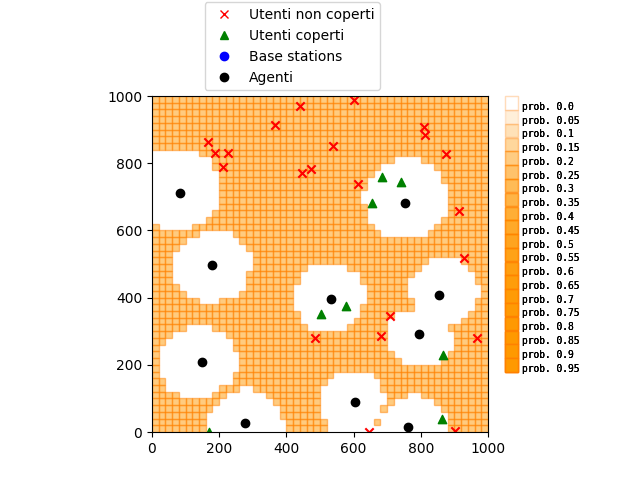 Utenti non coperti
Utenti coperti
Base stations
Agenti
1000
800
600
400
200
0
0
200
400
600
800
1000
prob. 0.0
prob. 0.05
prob. 0.1
prob. 0.15
prob. 0.2
prob. 0.25
prob. 0.3
prob. 0.35
prob. 0.4
prob. 0.45
prob. 0.5
prob. 0.55
prob. 0.6
prob. 0.65
prob. 0.7
prob. 0.75
prob. 0.8
prob. 0.85
prob. 0.9
prob. 0.95